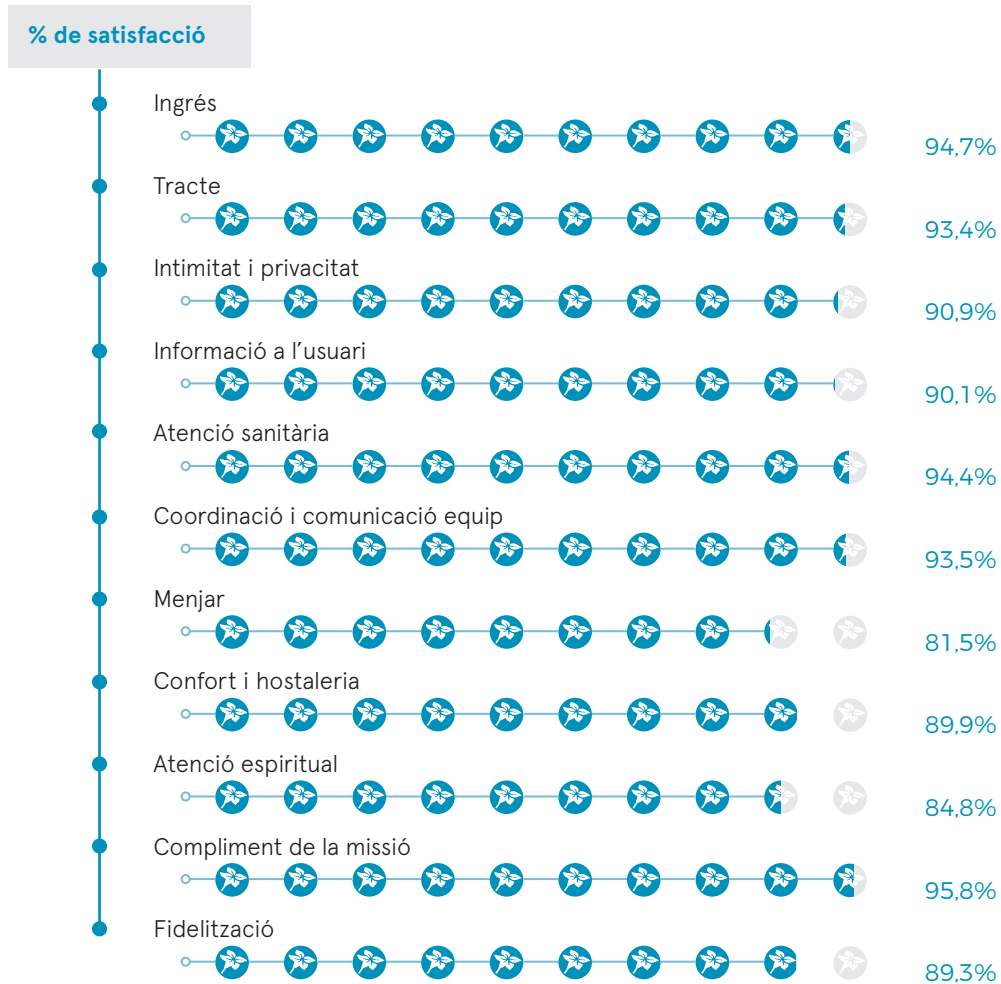 % de satisfacció
Ingrés
94,7%
Tracte
93,4%
Intimitat i privacitat
90,9%
Informació a l’usuari
90,1%
Atenció sanitària
94,4%
Coordinació i comunicació equip
93,5%
Menjar
81,5%
Confort i hostaleria
89,9%
Atenció espiritual
84,8%
Compliment de la missió
95,8%
Fidelització
89,3%